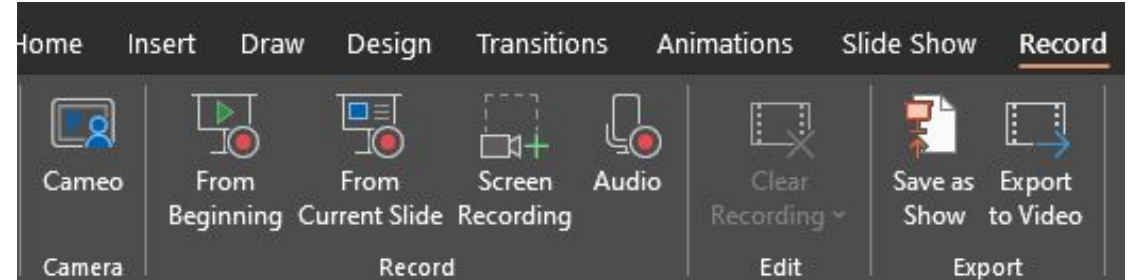 Home Insert Draw Design Transitions Animations Slide Show Record
Cameo
From Beginning
From Current Slide
Screen Recording
Audio
Clear Recording
Save as Show
Export to Video
Camera Record Edit Export